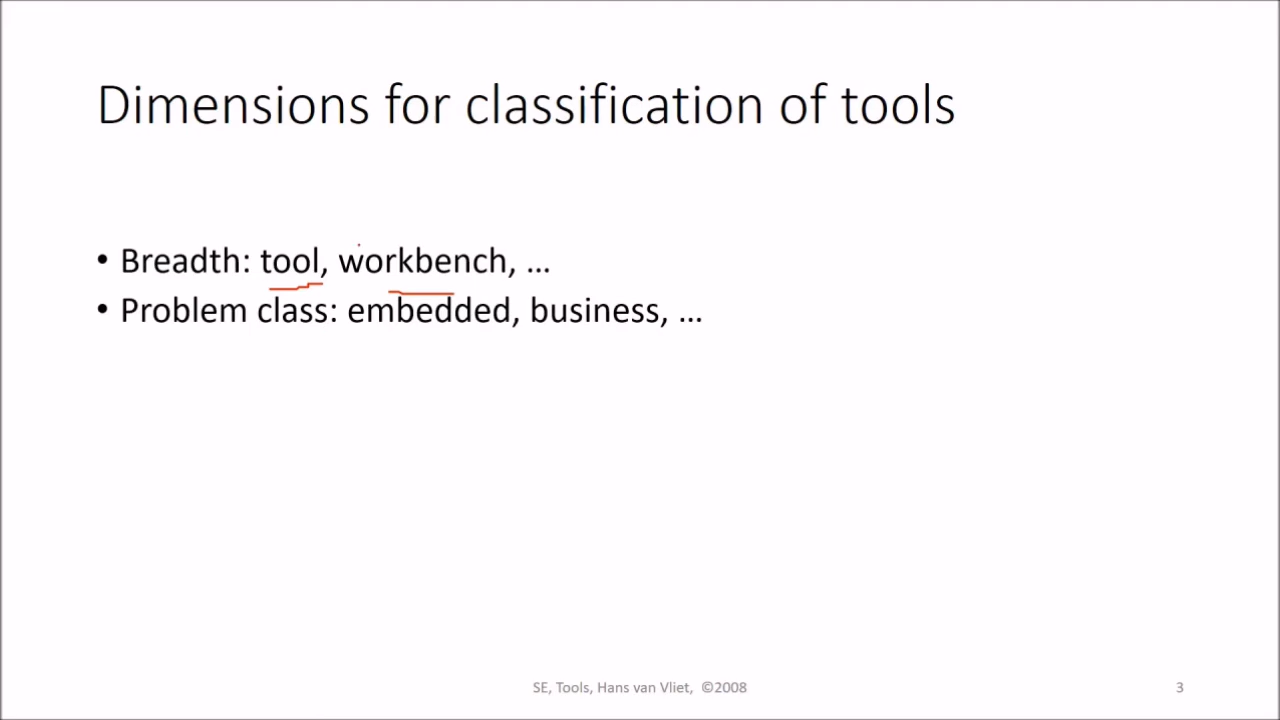 Dimensions for classification of tools
• Breadth: tool, workbench, …
• Problem class: embedded, business, …
SE, Tools, Hans van Vliet, ©2008
3